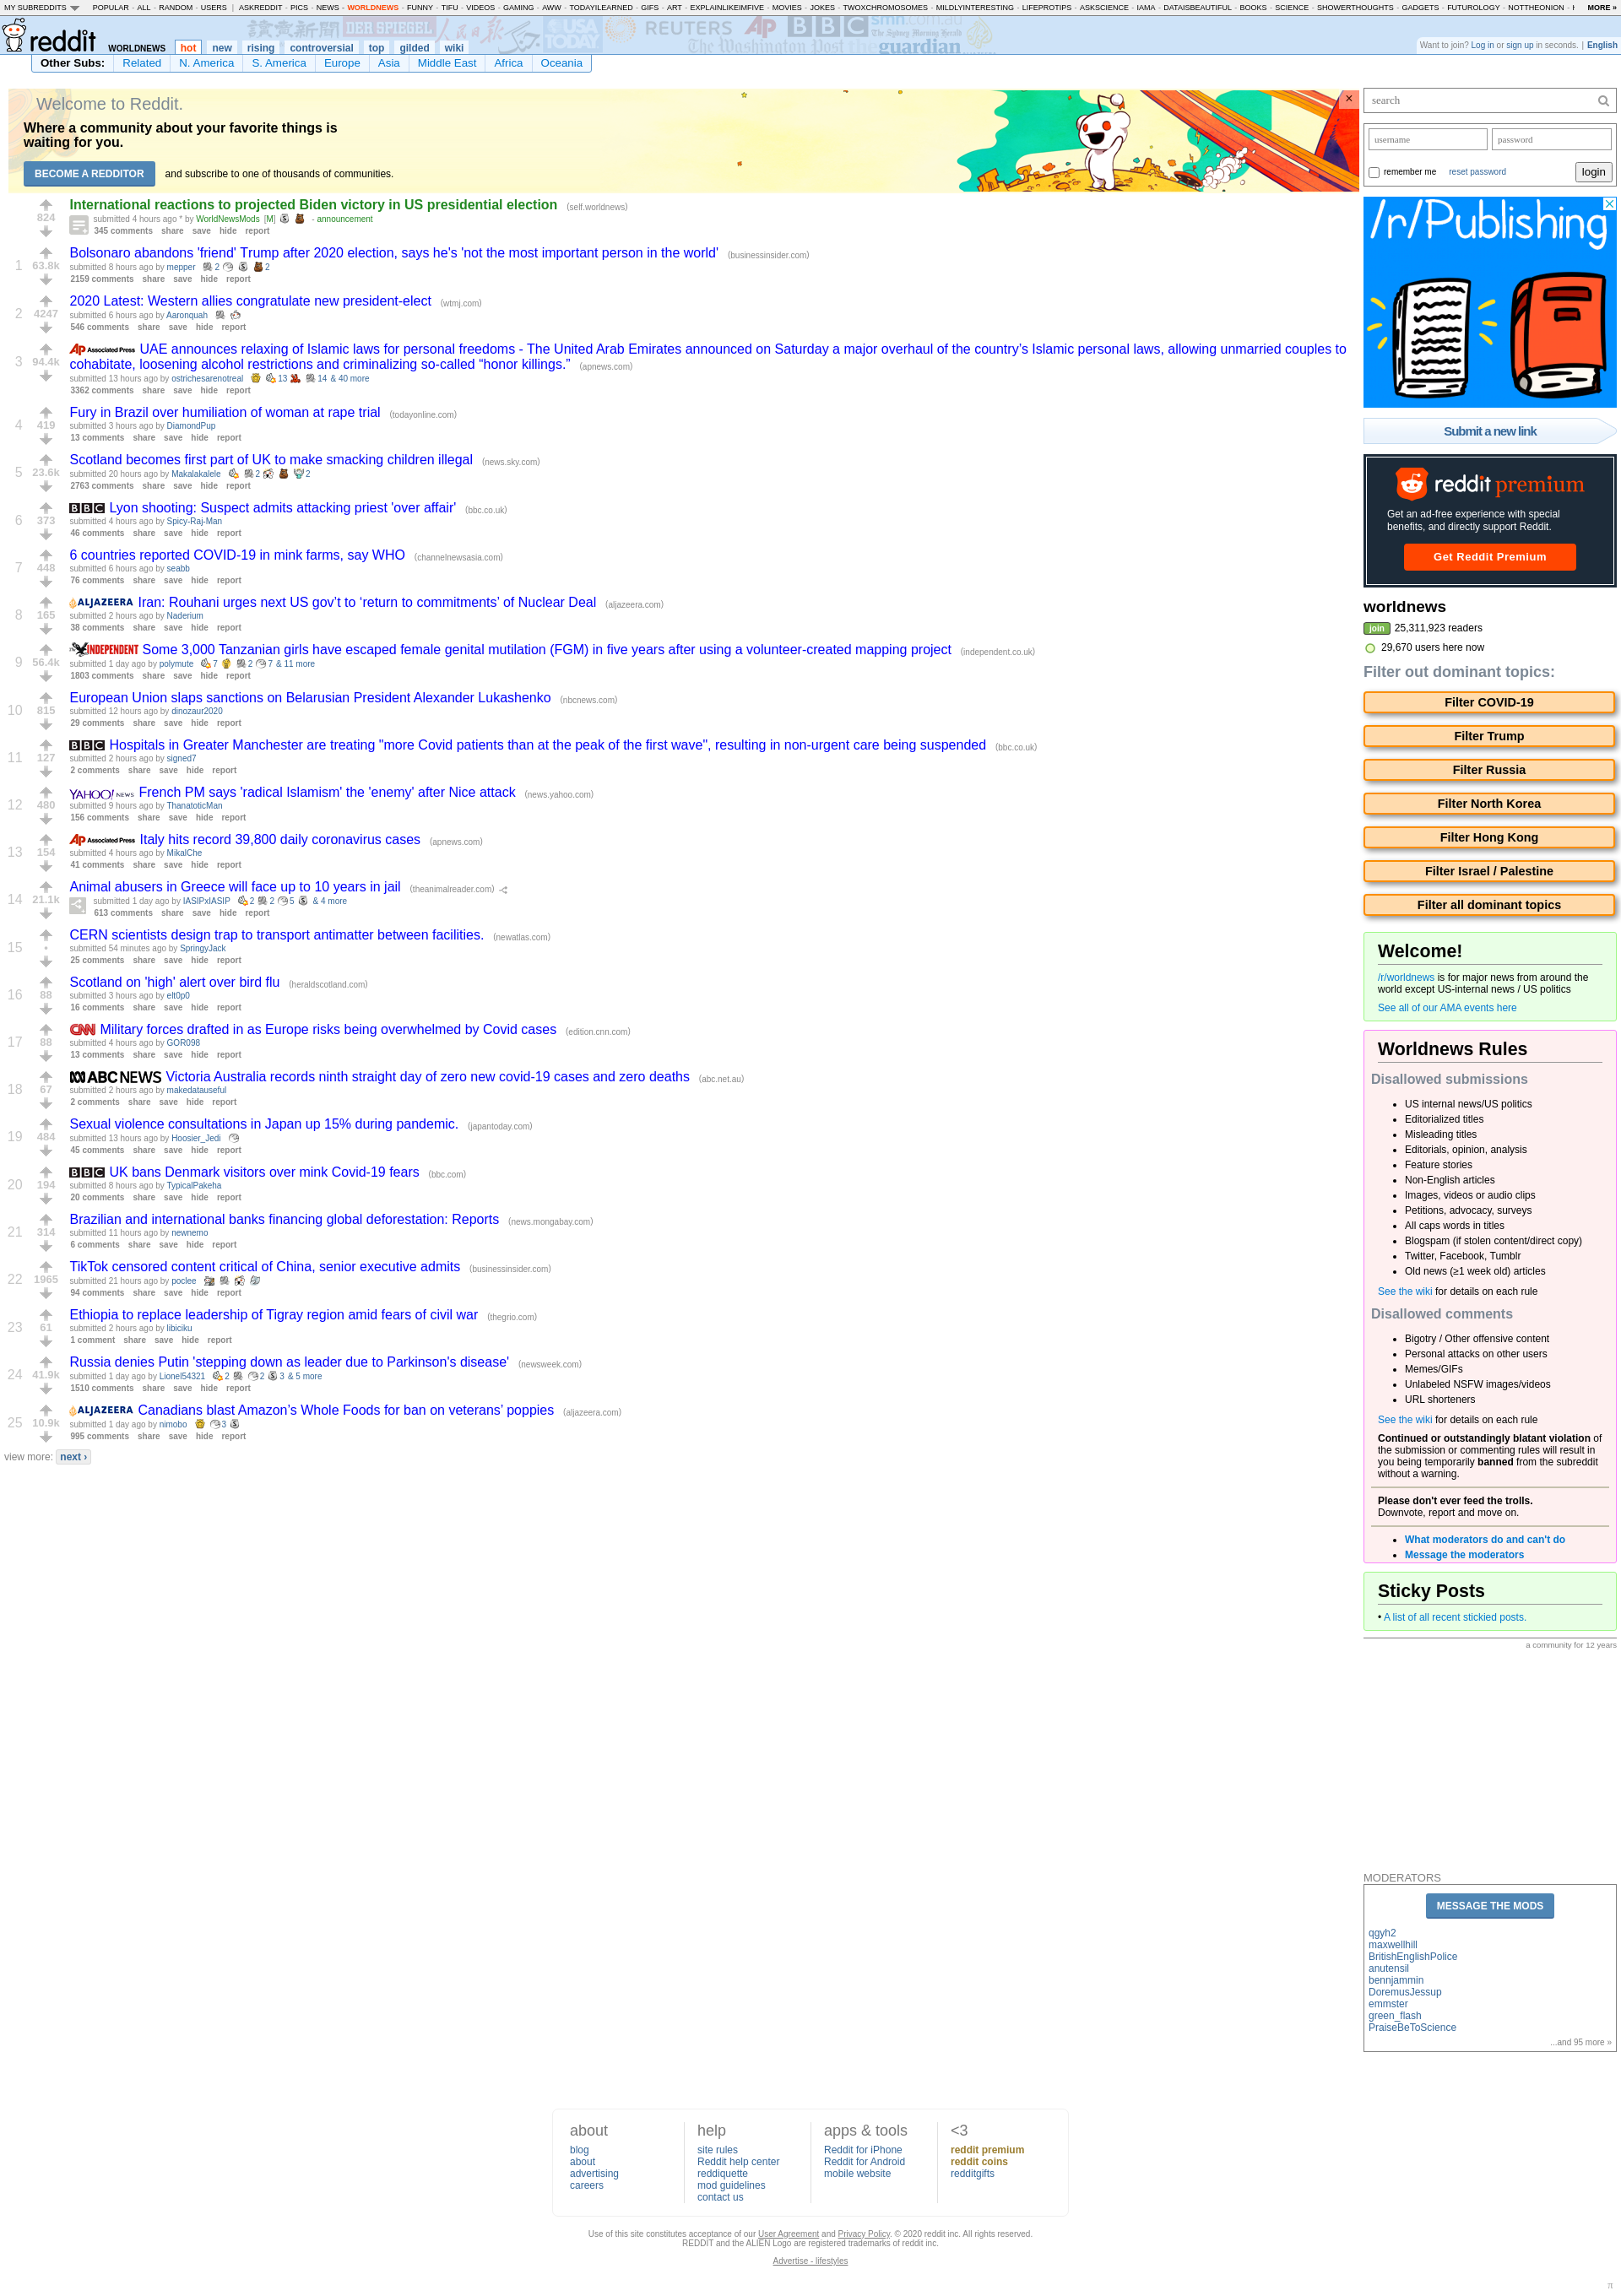 MY SUBREDDITS POPULAR - ALL - RANDOM - USERS | ASKREDDIT - PICS - NEWS - WORLDNEWS - FUNNY - TIFU - VIDEOS - GAMING - AWW - TODAYILEARNED - GIFS - ART - EXPLAINLIKEIMFIVE - MOVIES - JOKES - TWOXCHROMOSOMES - MILDLYINTERESTING - LIFEPROTIPS - ASKSCIENCE - IAMA - DATAISBEAUTIFUL - BOOKS - SCIENCE - SHOWERTHOUGHTS - GADGETS - FUTUROLOGY - NOTTHEONION - MORE »
DER SPIEGEL USA TODAY REUTERS AP BBC smh.com.au
The Sydney Morning Herald
The Washington Post the guardian
reddit WORLDNEWS hot new rising controversial top gilded wiki
Want to join? Log in or sign up in seconds. | English
Other Subs: Related N. America S. America Europe Asia Middle East Africa Oceania
Welcome to Reddit.
Where a community about your favorite things is
waiting for you.
BECOME A REDDITOR and subscribe to one of thousands of communities.
×
International reactions to projected Biden victory in US presidential election (self.worldnews)
824 submitted 4 hours ago * by WorldNewsMods [M] - announcement
345 comments share save hide report
Bolsonaro abandons 'friend' Trump after 2020 election, says he's 'not the most important person in the world' (businessinsider.com)
1 63.8k submitted 8 hours ago by mepper 2 2
2159 comments share save hide report
2020 Latest: Western allies congratulate new president-elect (wtmj.com)
2 4247 submitted 6 hours ago by Aaronquah
546 comments share save hide report
AP Associated Press UAE announces relaxing of Islamic laws for personal freedoms - The United Arab Emirates announced on Saturday a major overhaul of the country's Islamic personal laws, allowing unmarried couples to
3 94.4k cohabitate, loosening alcohol restrictions and criminalizing so-called “honor killings.” (apnews.com)
submitted 13 hours ago by ostrichesarenotreal 13 14 & 40 more
3362 comments share save hide report
Fury in Brazil over humiliation of woman at rape trial (todayonline.com)
4 419 submitted 3 hours ago by DiamondPup
13 comments share save hide report
Scotland becomes first part of UK to make smacking children illegal (news.sky.com)
5 23.6k submitted 20 hours ago by Makalakalele 2 2
2763 comments share save hide report
BBC Lyon shooting: Suspect admits attacking priest 'over affair' (bbc.co.uk)
6 373 submitted 4 hours ago by Spicy-Raj-Man
46 comments share save hide report
6 countries reported COVID-19 in mink farms, say WHO (channelnewsasia.com)
7 448 submitted 6 hours ago by seabb
76 comments share save hide report
ALJAZEERA Iran: Rouhani urges next US gov’t to ‘return to commitments’ of Nuclear Deal (aljazeera.com)
8 165 submitted 2 hours ago by Naderium
38 comments share save hide report
INDEPENDENT Some 3,000 Tanzanian girls have escaped female genital mutilation (FGM) in five years after using a volunteer-created mapping project (independent.co.uk)
9 56.4k submitted 1 day ago by polymute 7 2 7 & 11 more
1803 comments share save hide report
European Union slaps sanctions on Belarusian President Alexander Lukashenko (nbcnews.com)
10 815 submitted 12 hours ago by dinozaur2020
29 comments share save hide report
BBC Hospitals in Greater Manchester are treating "more Covid patients than at the peak of the first wave", resulting in non-urgent care being suspended (bbc.co.uk)
11 127 submitted 2 hours ago by signed7
2 comments share save hide report
YAHOO! NEWS French PM says 'radical Islamism' the 'enemy' after Nice attack (news.yahoo.com)
12 480 submitted 9 hours ago by ThanatoticMan
156 comments share save hide report
AP Associated Press Italy hits record 39,800 daily coronavirus cases (apnews.com)
13 154 submitted 4 hours ago by MikalChe
41 comments share save hide report
Animal abusers in Greece will face up to 10 years in jail (theanimalreader.com)
14 21.1k submitted 1 day ago by IASIPxIASIP 2 2 5 & 4 more
613 comments share save hide report
CERN scientists design trap to transport antimatter between facilities. (newatlas.com)
15 • submitted 54 minutes ago by SpringyJack
25 comments share save hide report
Scotland on 'high' alert over bird flu (heraldscotland.com)
16 88 submitted 3 hours ago by elt0p0
16 comments share save hide report
CNN Military forces drafted in as Europe risks being overwhelmed by Covid cases (edition.cnn.com)
17 88 submitted 4 hours ago by GOR098
13 comments share save hide report
ABC NEWS Victoria Australia records ninth straight day of zero new covid-19 cases and zero deaths (abc.net.au)
18 67 submitted 2 hours ago by makedatauseful
2 comments share save hide report
Sexual violence consultations in Japan up 15% during pandemic. (japantoday.com)
19 484 submitted 13 hours ago by Hoosier_Jedi
45 comments share save hide report
BBC UK bans Denmark visitors over mink Covid-19 fears (bbc.com)
20 194 submitted 8 hours ago by TypicalPakeha
20 comments share save hide report
Brazilian and international banks financing global deforestation: Reports (news.mongabay.com)
21 314 submitted 11 hours ago by newnemo
6 comments share save hide report
TikTok censored content critical of China, senior executive admits (businessinsider.com)
22 1965 submitted 21 hours ago by poclee
94 comments share save hide report
Ethiopia to replace leadership of Tigray region amid fears of civil war (thegrio.com)
23 61 submitted 2 hours ago by libiciku
1 comment share save hide report
Russia denies Putin 'stepping down as leader due to Parkinson's disease' (newsweek.com)
24 41.9k submitted 1 day ago by Lionel54321 2 2 3 & 5 more
1510 comments share save hide report
ALJAZEERA Canadians blast Amazon’s Whole Foods for ban on veterans’ poppies (aljazeera.com)
25 10.9k submitted 1 day ago by nimobo 3
995 comments share save hide report
view more: next ›
search
username password
remember me reset password login
/r/Publishing
Submit a new link
reddit premium
Get an ad-free experience with special
benefits, and directly support Reddit.
Get Reddit Premium
worldnews
join 25,311,923 readers
29,670 users here now
Filter out dominant topics:
Filter COVID-19
Filter Trump
Filter Russia
Filter North Korea
Filter Hong Kong
Filter Israel / Palestine
Filter all dominant topics
Welcome!
/r/worldnews is for major news from around the
world except US-internal news / US politics
See all of our AMA events here
Worldnews Rules
Disallowed submissions
• US internal news/US politics
• Editorialized titles
• Misleading titles
• Editorials, opinion, analysis
• Feature stories
• Non-English articles
• Images, videos or audio clips
• Petitions, advocacy, surveys
• All caps words in titles
• Blogspam (if stolen content/direct copy)
• Twitter, Facebook, Tumblr
• Old news (≥1 week old) articles
See the wiki for details on each rule
Disallowed comments
• Bigotry / Other offensive content
• Personal attacks on other users
• Memes/GIFs
• Unlabeled NSFW images/videos
• URL shorteners
See the wiki for details on each rule
Continued or outstandingly blatant violation of
the submission or commenting rules will result in
you being temporarily banned from the subreddit
without a warning.
Please don't ever feed the trolls.
Downvote, report and move on.
• What moderators do and can't do
• Message the moderators
Sticky Posts
• A list of all recent stickied posts.
a community for 12 years
MODERATORS
MESSAGE THE MODS
qgyh2
maxwellhill
BritishEnglishPolice
anutensil
bennjammin
DoremusJessup
emmster
green_flash
PraiseBeToScience
...and 95 more »
about
blog
about
advertising
careers
help
site rules
Reddit help center
reddiquette
mod guidelines
contact us
apps & tools
Reddit for iPhone
Reddit for Android
mobile website
<3
reddit premium
reddit coins
redditgifts
Use of this site constitutes acceptance of our User Agreement and Privacy Policy. © 2020 reddit inc. All rights reserved.
REDDIT and the ALIEN Logo are registered trademarks of reddit inc.
Advertise - lifestyles
π